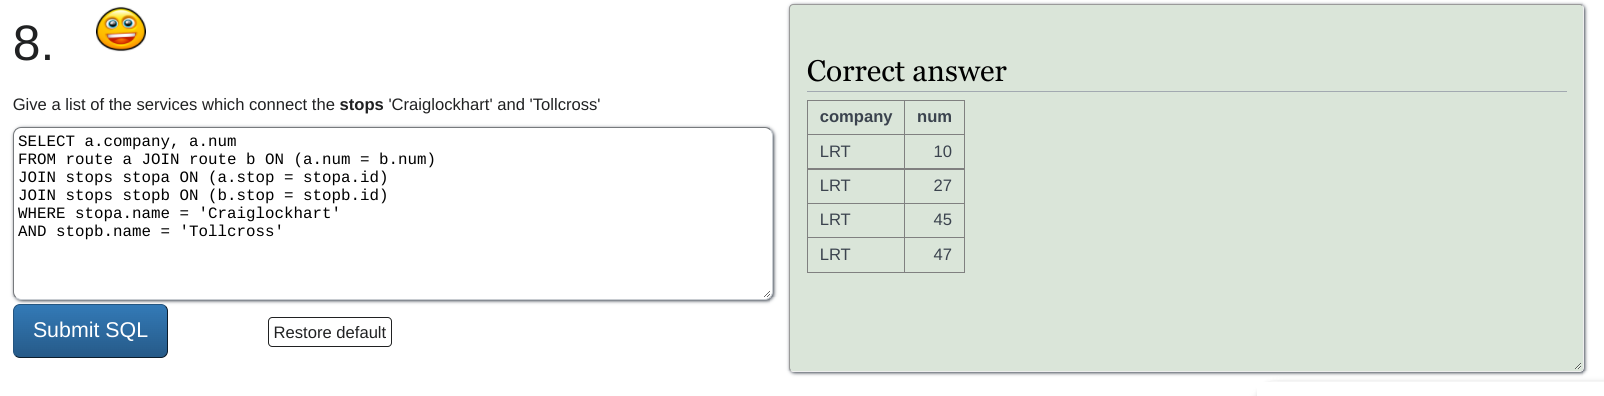 8.
Give a list of the services which connect the stops 'Craiglockhart' and 'Tollcross'
SELECT a.company, a.num
FROM route a JOIN route b ON (a.num = b.num)
JOIN stops stopa ON (a.stop = stopa.id)
JOIN stops stopb ON (b.stop = stopb.id)
WHERE stopa.name = 'Craiglockhart'
AND stopb.name = 'Tollcross'
Submit SQL
Restore default
Correct answer
company num
LRT 10
LRT 27
LRT 45
LRT 47